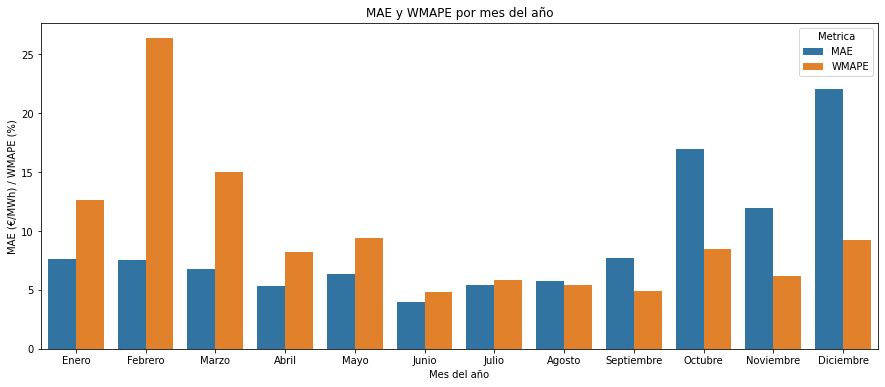 MAE y WMAPE por mes del año
Metrica
MAE
WMAPE
MAE (€/MWh) / WMAPE (%)
25
20
15
10
5
0
Enero Febrero Marzo Abril Mayo Junio Julio Agosto Septiembre Octubre Noviembre Diciembre
Mes del año